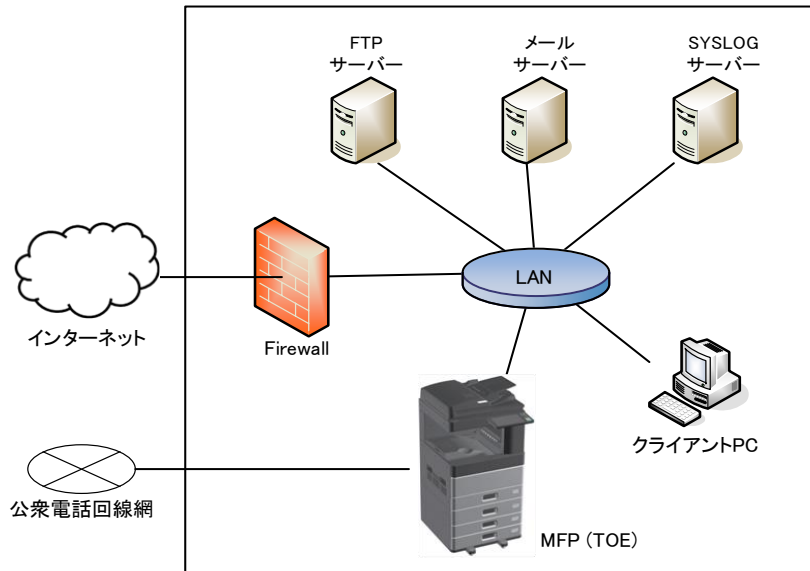 FTP
サーバー
メール
サーバー
SYSLOG
サーバー
LAN
インターネット
Firewall
クライアントPC
公衆電話回線網
MFP (TOE)